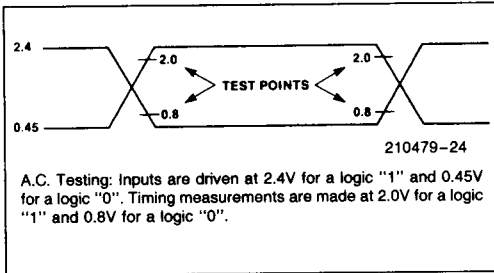 2.4
2.0
2.0
TEST POINTS
0.8
0.8
0.45
210479-24
A.C. Testing: Inputs are driven at 2.4V for a logic "1" and 0.45V
for a logic "0". Timing measurements are made at 2.0V for a logic
"1" and 0.8V for a logic "0".